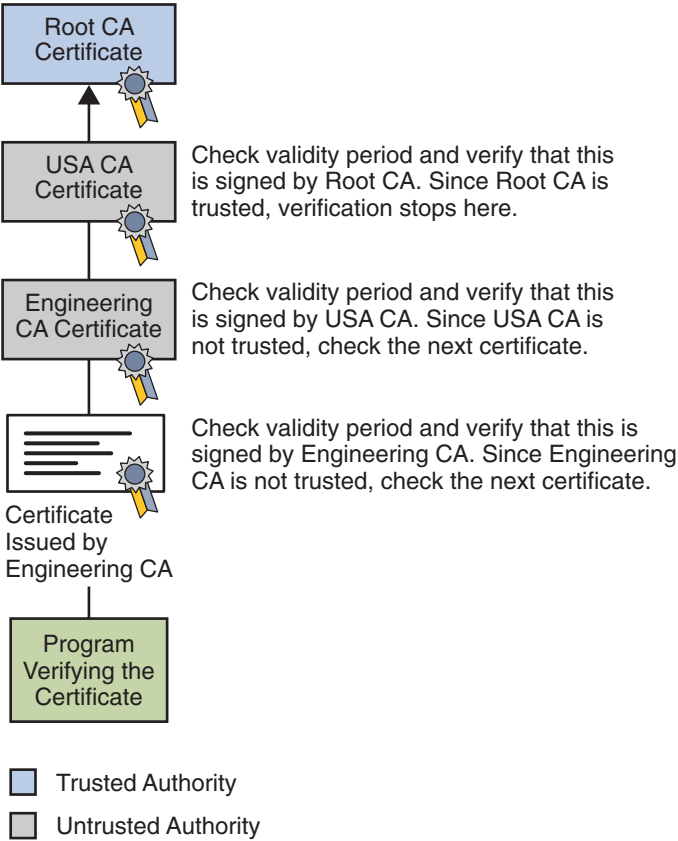 Root CA
Certificate
USA CA
Certificate
Check validity period and verify that this
is signed by Root CA. Since Root CA is
trusted, verification stops here.
Engineering
CA Certificate
Check validity period and verify that this
is signed by USA CA. Since USA CA is
not trusted, check the next certificate.
Check validity period and verify that this is
signed by Engineering CA. Since Engineering
CA is not trusted, check the next certificate.
Certificate
Issued by
Engineering CA
Program
Verifying the
Certificate
Trusted Authority
Untrusted Authority